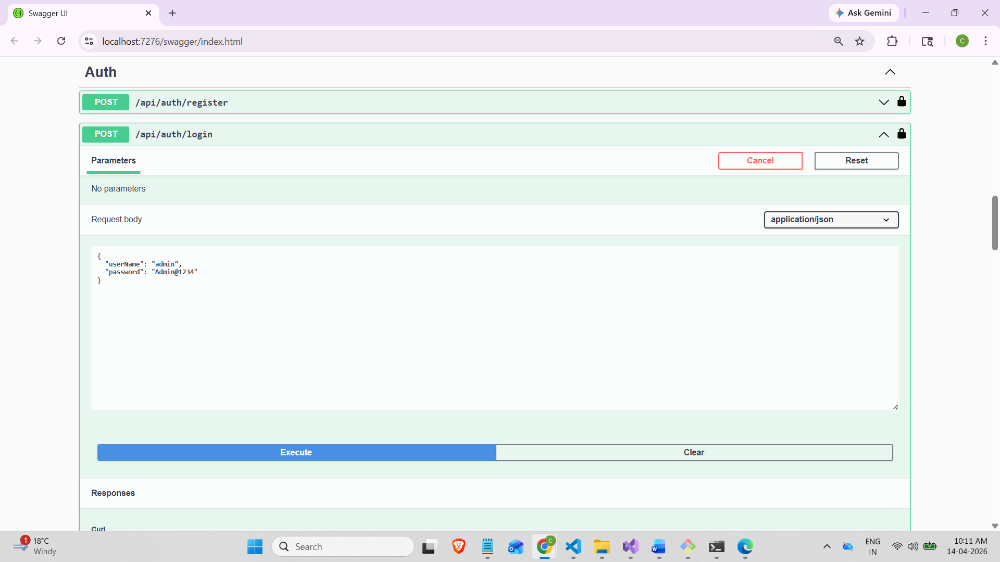 Swagger UI
Ask Gemini
localhost:7276/swagger/index.html
C
Auth
POST /api/auth/register
POST /api/auth/login
Parameters
Cancel
Reset
No parameters
Request body
application/json
{
"userName": "admin",
"password": "Admin@1234"
}
Execute
Clear
Responses
Curl
1
18°C
Windy
Search
C
ENG
IN
10:11 AM
14-04-2026